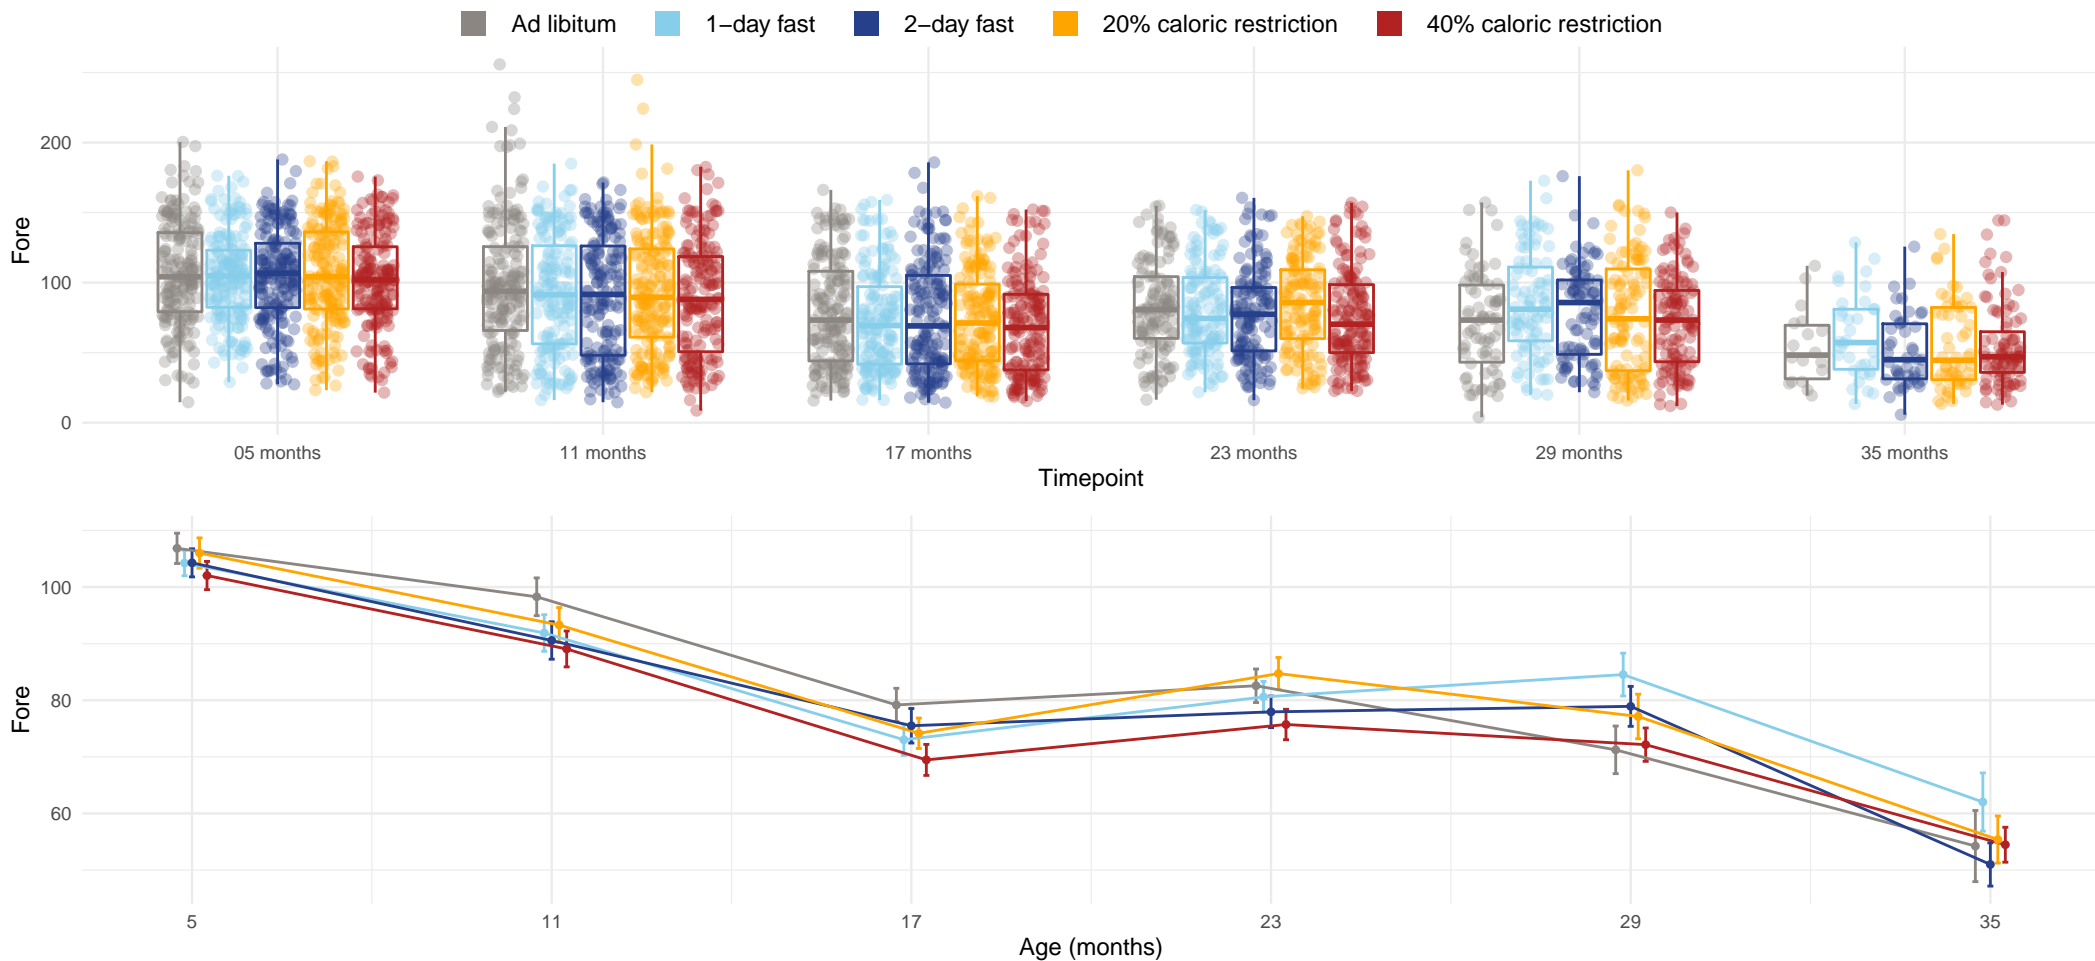 Ad libitum 1−day fast 2−day fast 20% caloric restriction 40% caloric restriction
Fore
200
100
0
05 months 11 months 17 months 23 months 29 months 35 months
Timepoint
Fore
100
80
60
5 11 17 23 29 35
Age (months)